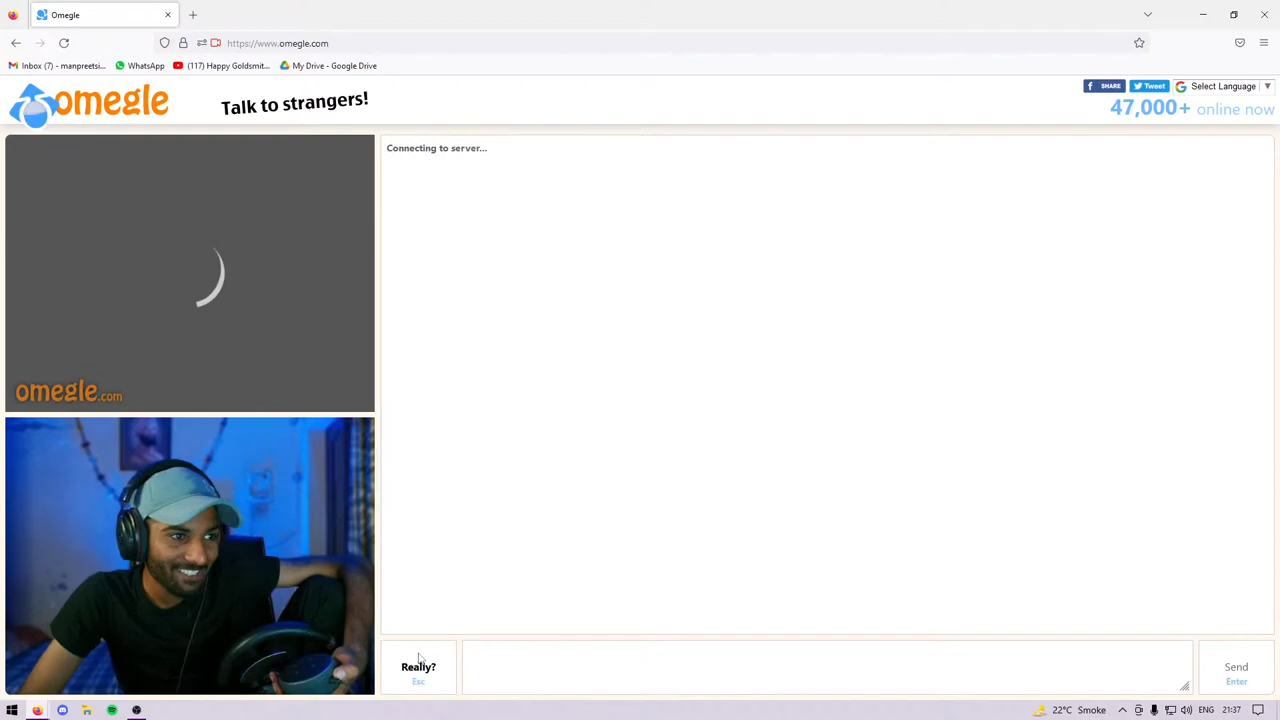 Omegle
https://www.omegle.com
Inbox (7) - manpreetsi... WhatsApp (117) Happy Goldsmit... My Drive - Google Drive
omegle
Talk to strangers!
SHARE Tweet Select Language
47,000+ online now
Connecting to server...
omegle.com
Really?
Esc
Send
Enter
22°C Smoke ENG 21:37